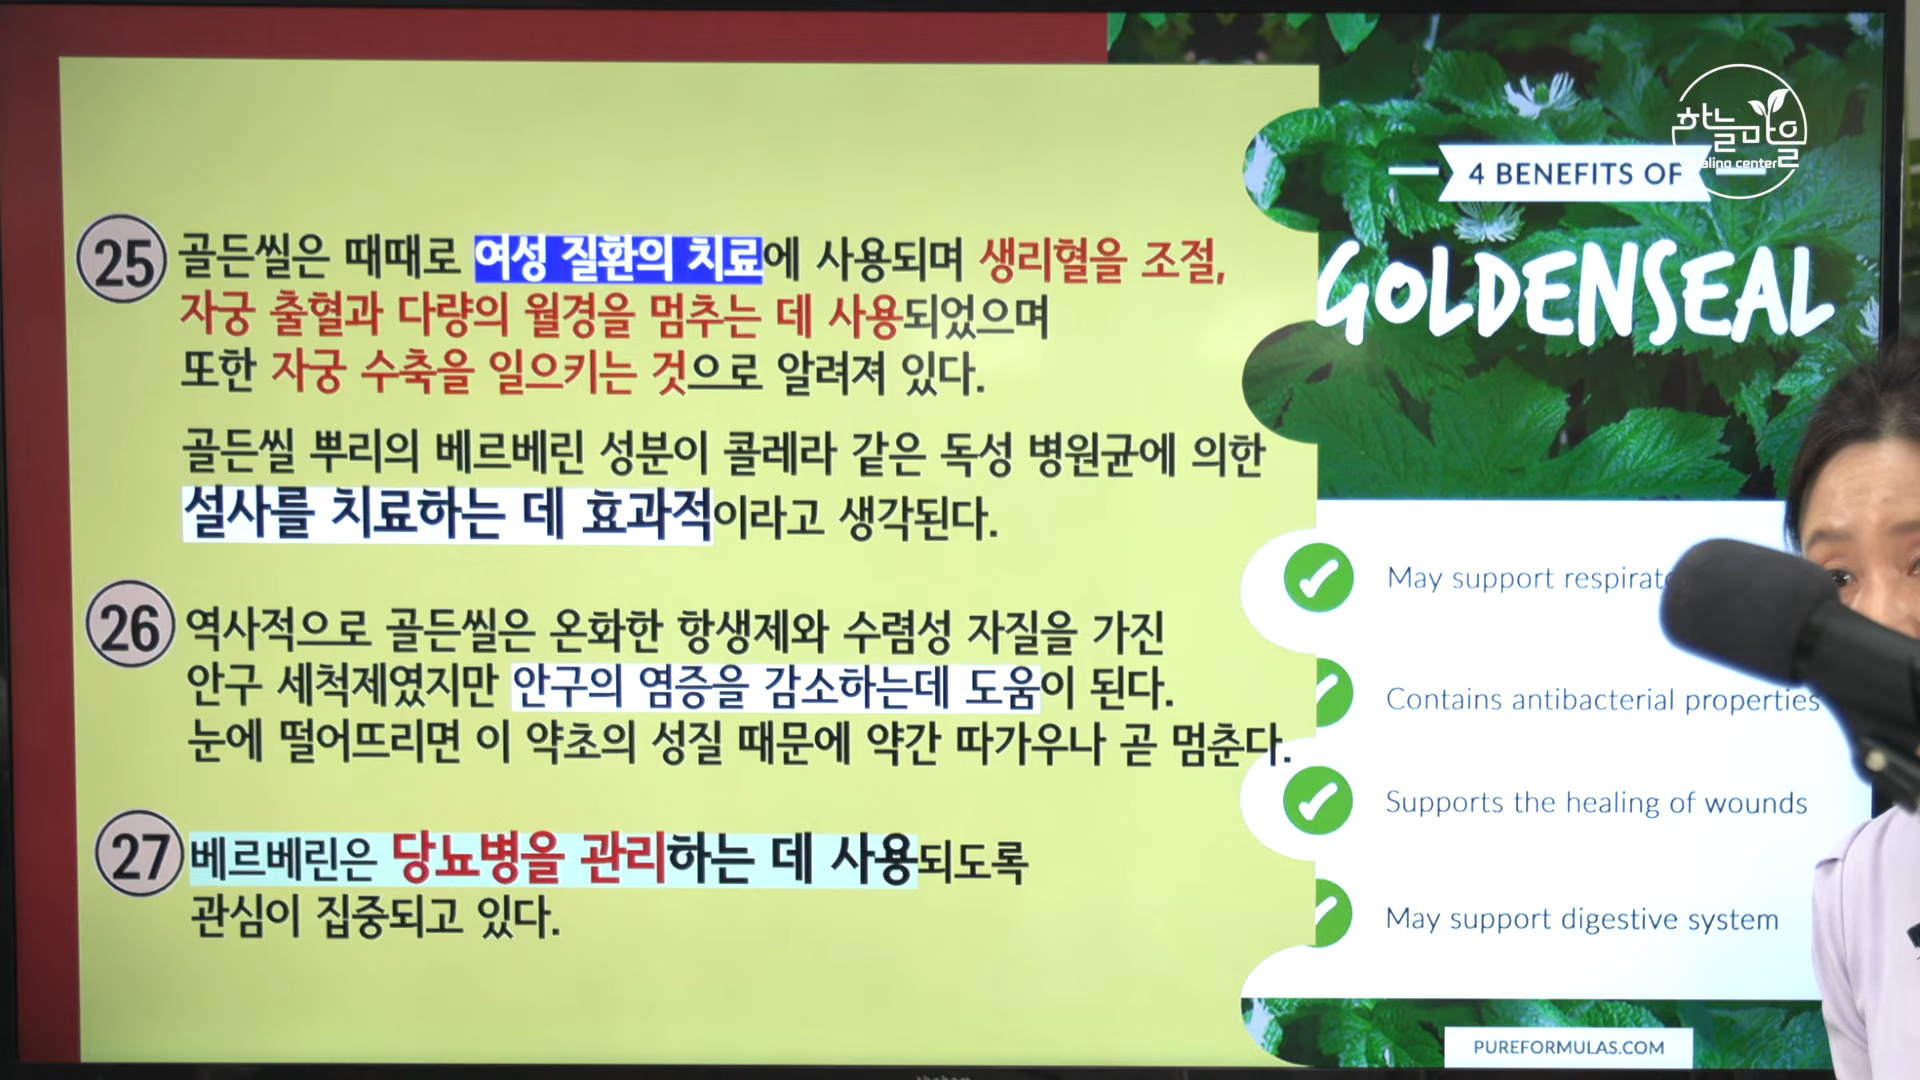 25 골든씰은 때때로 여성 질환의 치료에 사용되며 생리혈을 조절,
자궁 출혈과 다량의 월경을 멈추는 데 사용되었으며
또한 자궁 수축을 일으키는 것으로 알려져 있다.
골든씰 뿌리의 베르베린 성분이 콜레라 같은 독성 병원균에 의한
설사를 치료하는 데 효과적이라고 생각된다.
26 역사적으로 골든씰은 온화한 항생제와 수렴성 자질을 가진
안구 세척제였지만 안구의 염증을 감소하는데 도움이 된다.
눈에 떨어뜨리면 이 약초의 성질 때문에 약간 따가우나 곧 멈춘다.
27 베르베린은 당뇨병을 관리하는 데 사용되도록
관심이 집중되고 있다.
하늘마을
center
4 BENEFITS OF
GOLDENSEAL
May support
Contains antibacterial properties
Supports the healing of wounds
May support digestive system
PUREFORMULAS.COM